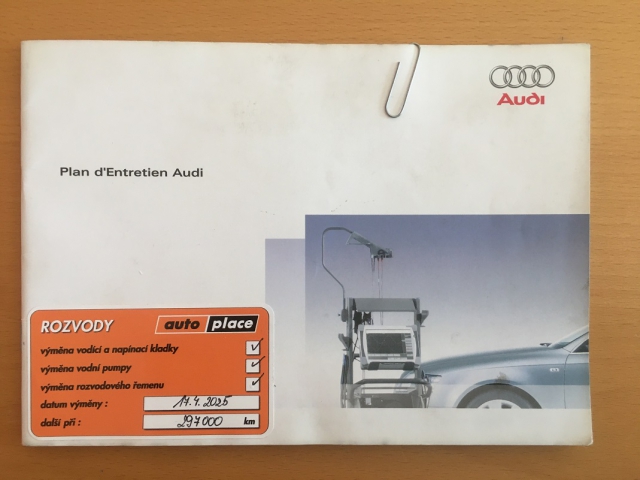 Audi
Plan d'Entretien Audi
ROZVODY
auto place
výměna vodící a napínací kladky
výměna vodní pumpy
výměna rozvodového řemenu
datum výměny : 17.4.2025
další při : 297000 km